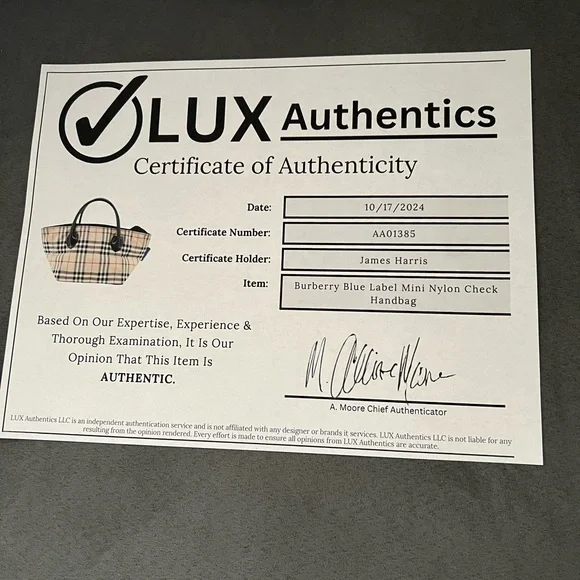 LUX Authentics
Certificate of Authenticity
Date: 10/17/2024
Certificate Number: AA01385
Certificate Holder: James Harris
Item: Burberry Blue Label Mini Nylon Check
Handbag
Based On Our Expertise, Experience &
Thorough Examination, It Is Our
Opinion That This Item Is
AUTHENTIC.
A. Moore Chief Authenticator
LUX Authentics LLC is an independent authentication service and is not affiliated with any designer or brands it services. LUX Authentics LLC is not liable for any
resulting from the opinion rendered. Every effort is made to ensure all opinions from LUX Authentics are accurate.